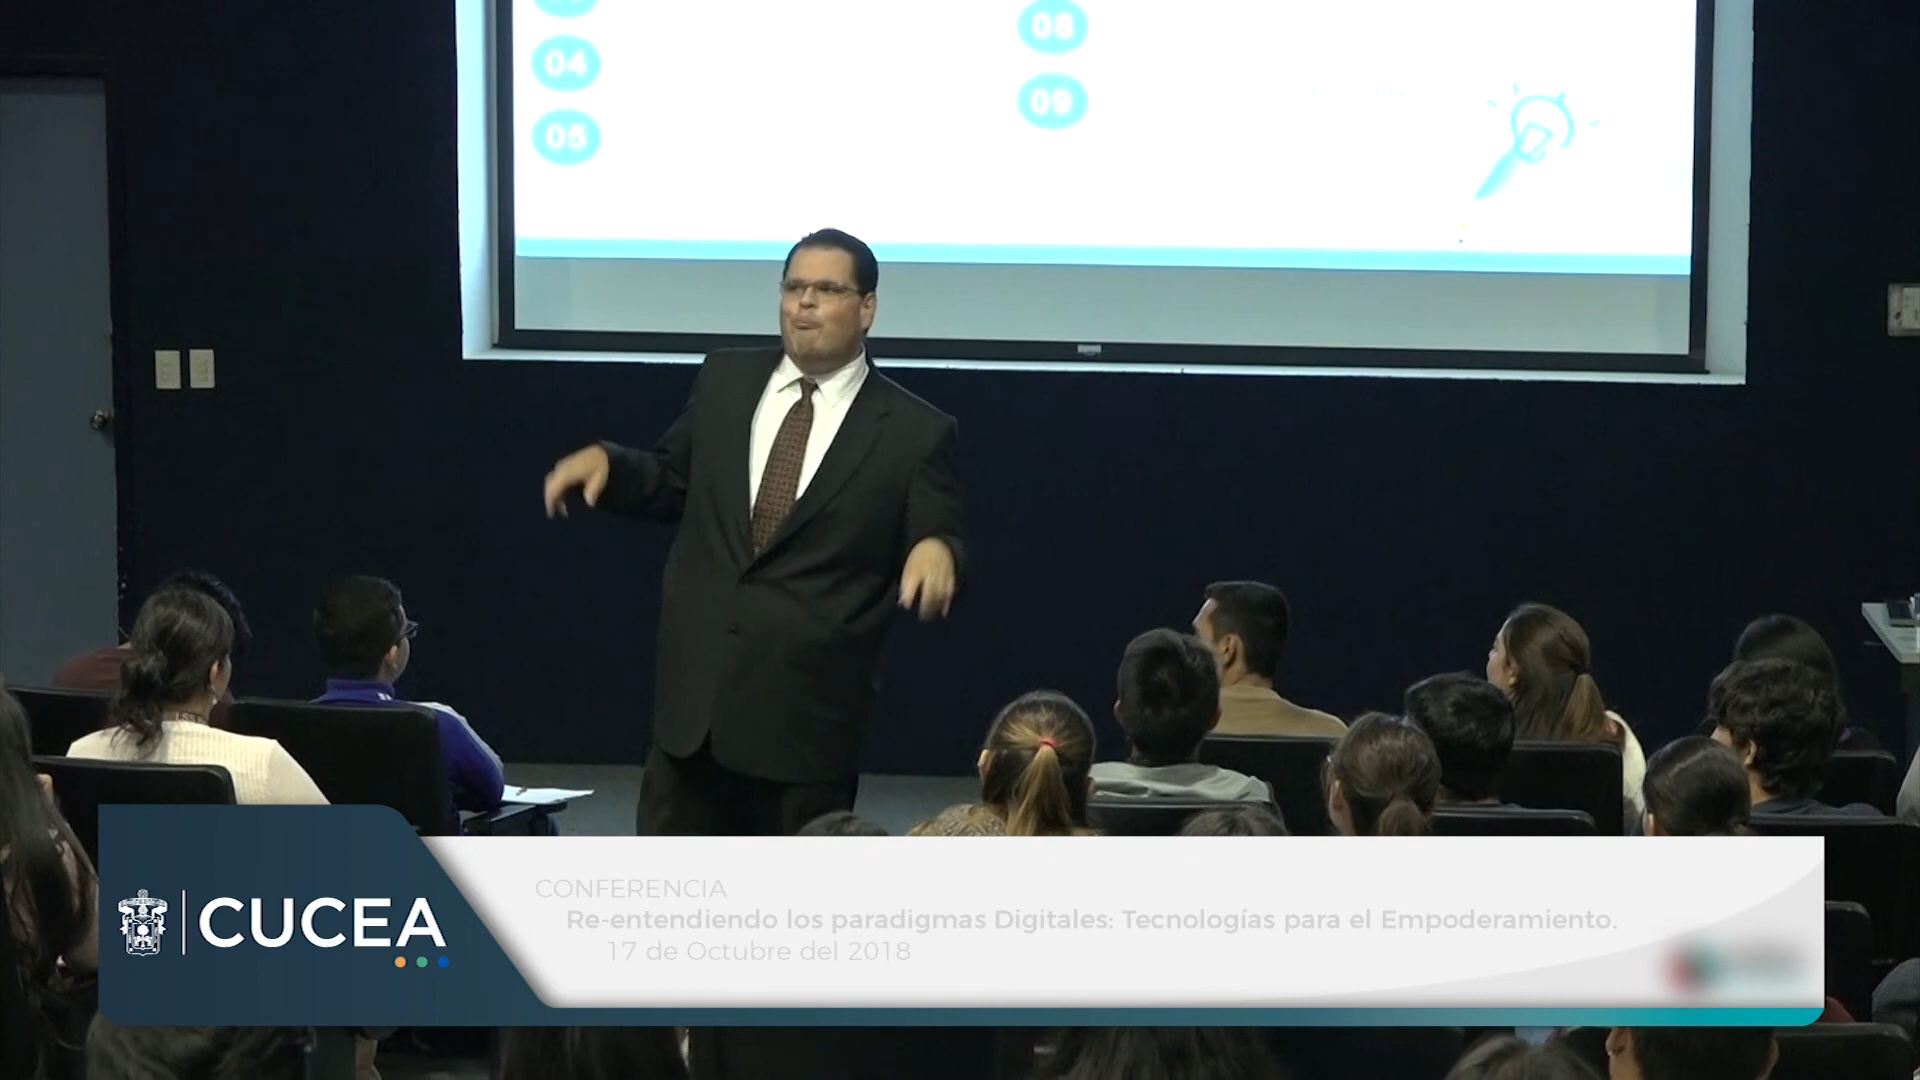 04
05
08
09
CUCEA
CONFERENCIA
Re-entendiendo los paradigmas Digitales: Tecnologías para el Empoderamiento.
17 de Octubre del 2018